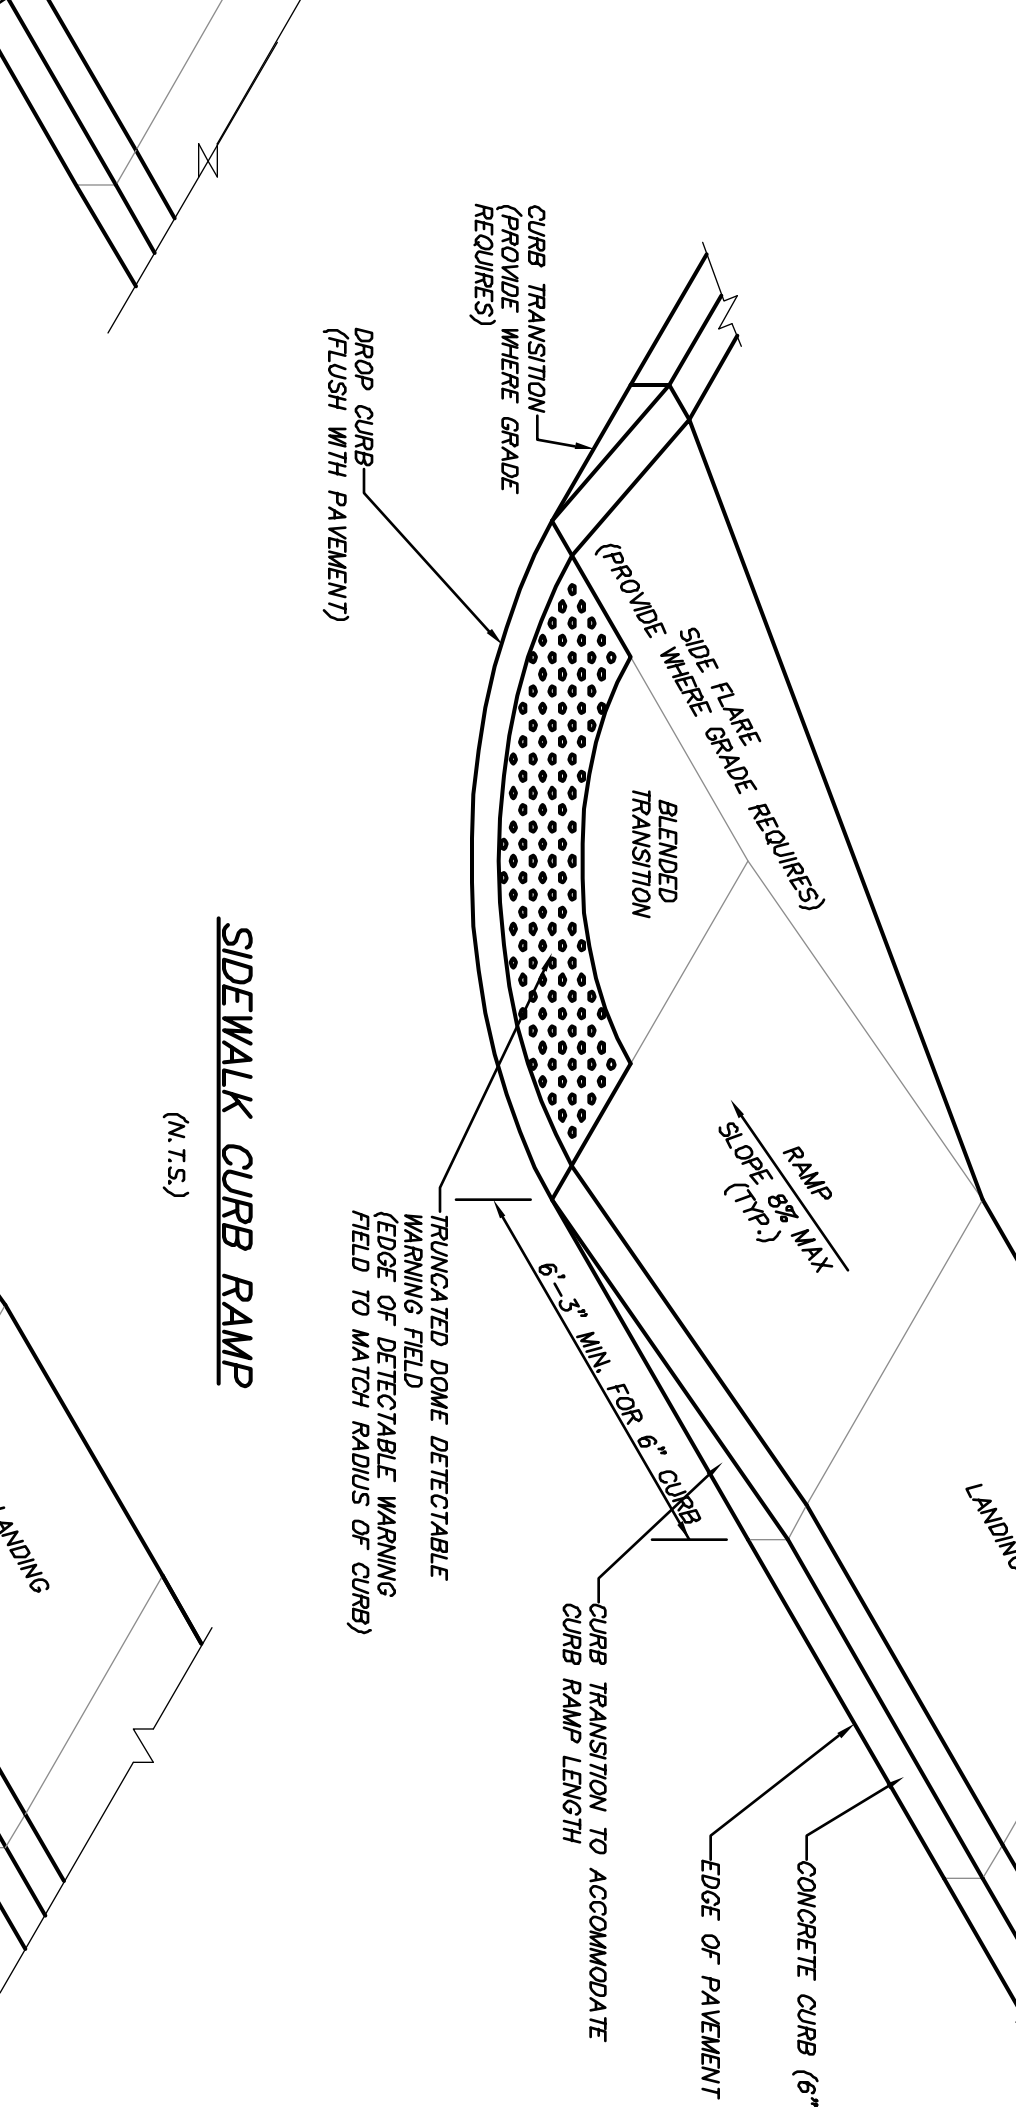 CONCRETE CURB (6"
EDGE OF PAVEMENT
LANDING
RAMP
SLOPE 8% MAX
(TYP.)
SIDE FLARE
(PROVIDE WHERE GRADE REQUIRES)
BLENDED
TRANSITION
6'-3" MIN. FOR 6" CURB
CURB TRANSITION TO ACCOMMODATE
CURB RAMP LENGTH
CURB TRANSITION
(PROVIDE WHERE GRADE
REQUIRES)
DROP CURB
(FLUSH WITH PAVEMENT)
TRUNCATED DOME DETECTABLE
WARNING FIELD
(EDGE OF DETECTABLE WARNING
FIELD TO MATCH RADIUS OF CURB)
SIDEWALK CURB RAMP
(N.T.S.)
LANDING